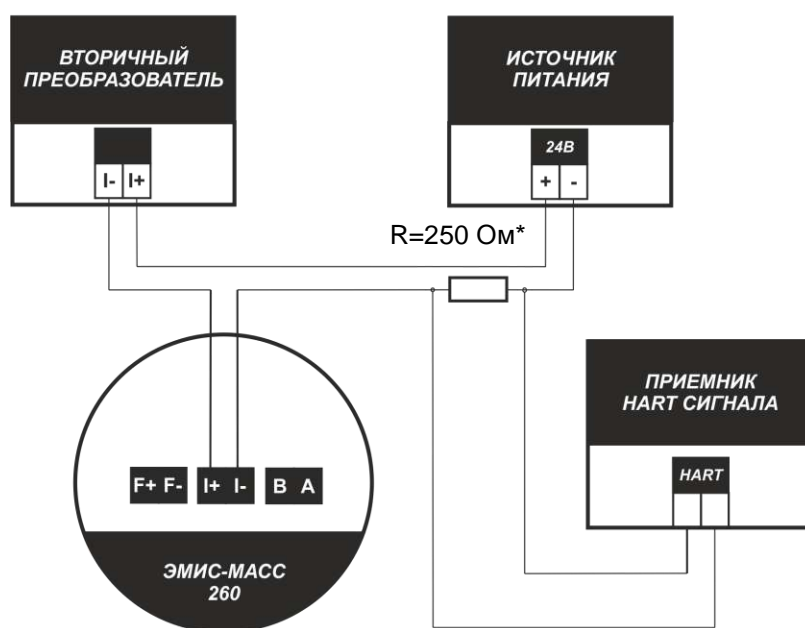 ВТОРИЧНЫЙ
ПРЕОБРАЗОВАТЕЛЬ
I- I+
ИСТОЧНИК
ПИТАНИЯ
24В
+ -
R=250 Ом*
ПРИЕМНИК
HART СИГНАЛА
HART
F+ F- I+ I- B A
ЭМИС-МАСС
260